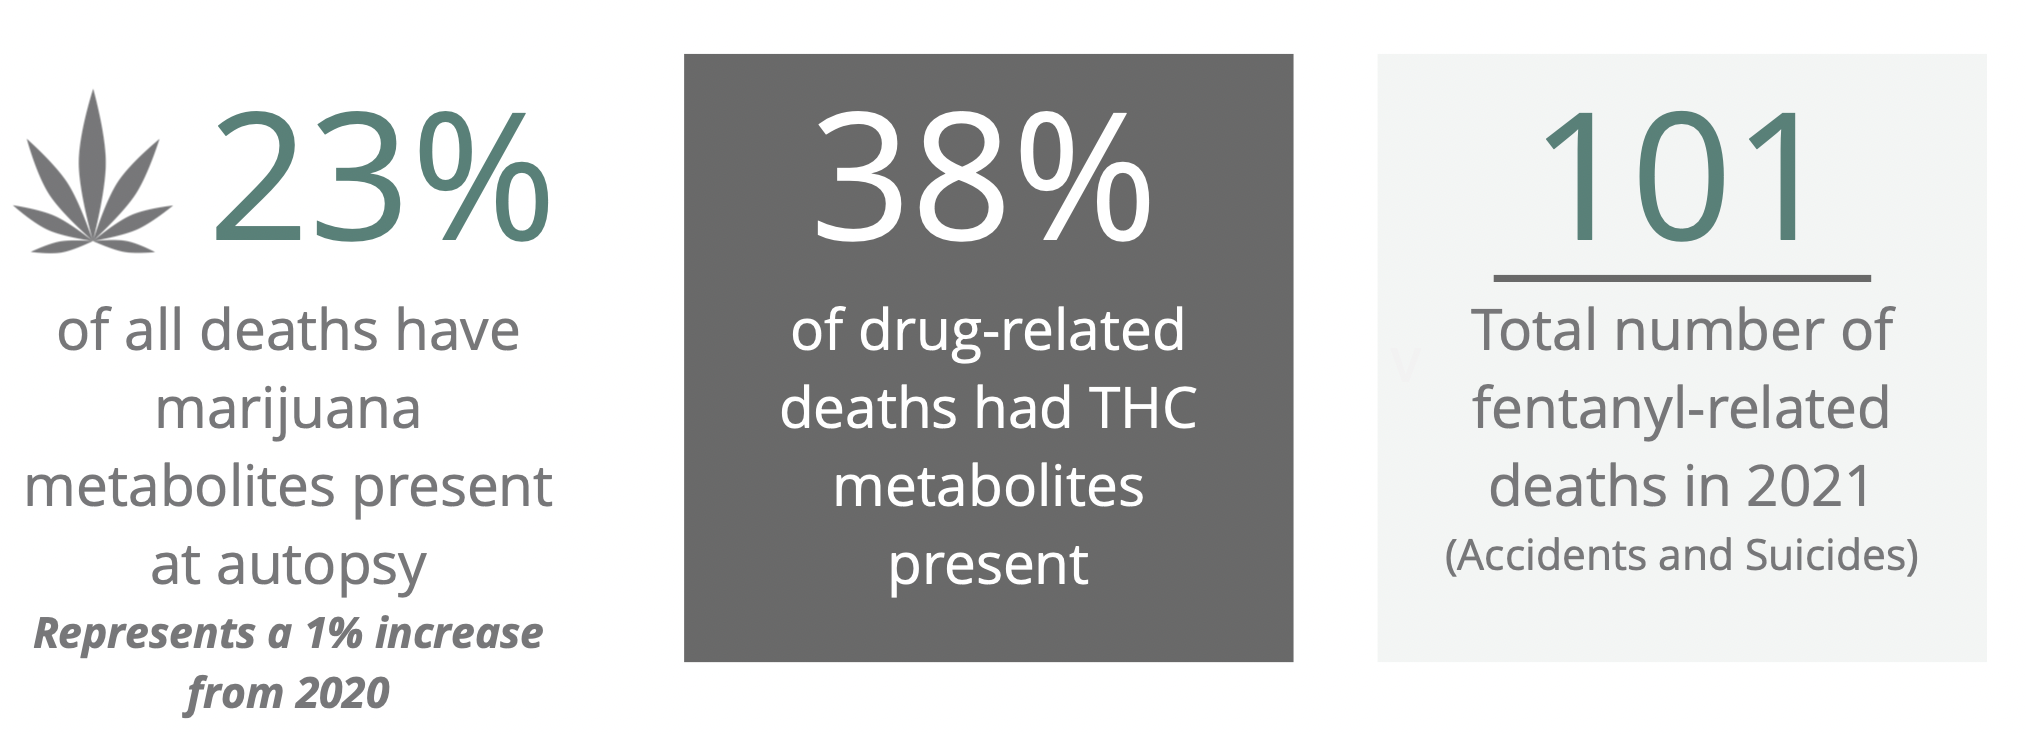 23%
of all deaths have
marijuana
metabolites present
at autopsy
Represents a 1% increase
from 2020
38%
of drug-related
deaths had THC
metabolites
present
101
Total number of
fentanyl-related
deaths in 2021
(Accidents and Suicides)